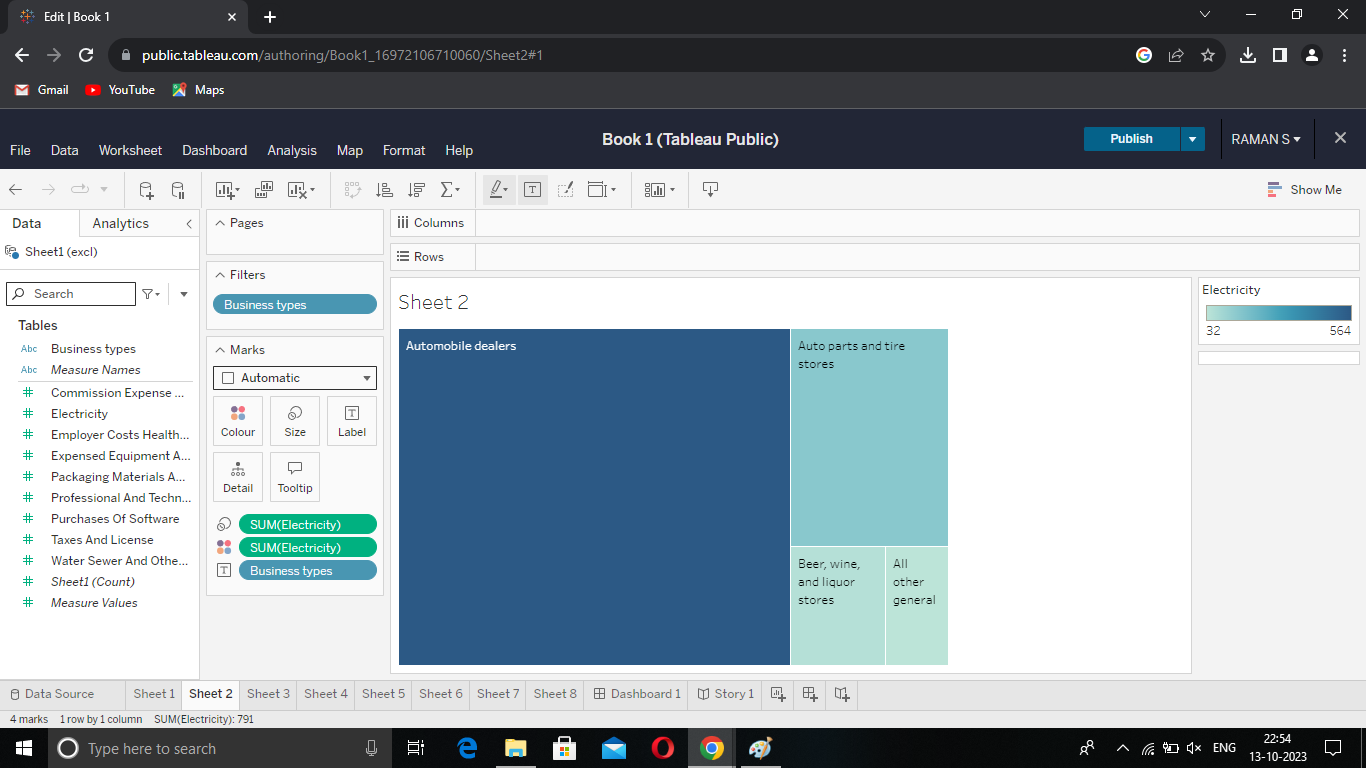 Edit | Book 1
public.tableau.com/authoring/Book1_16972106710060/Sheet2#1
Gmail YouTube Maps
Book 1 (Tableau Public)
Publish
RAMAN S
File Data Worksheet Dashboard Analysis Map Format Help
Show Me
Data Analytics
Sheet1 (excl)
Search
Tables
Abc Business types
Abc Measure Names
Commission Expense ...
Electricity
Employer Costs Health...
Expensed Equipment A...
Packaging Materials A...
Professional And Techn...
Purchases Of Software
Taxes And License
Water Sewer And Othe...
Sheet1 (Count)
Measure Values
Pages
Filters
Business types
Marks
Automatic
Colour Size Label
Detail Tooltip
SUM(Electricity)
SUM(Electricity)
Business types
Columns
Rows
Sheet 2
Automobile dealers
Auto parts and tire
stores
Beer, wine,
and liquor
stores
All
other
general
Electricity
32 564
Data Source Sheet 1 Sheet 2 Sheet 3 Sheet 4 Sheet 5 Sheet 6 Sheet 7 Sheet 8 Dashboard 1 Story 1
4 marks 1 row by 1 column SUM(Electricity): 791
Type here to search
ENG
22:54
13-10-2023